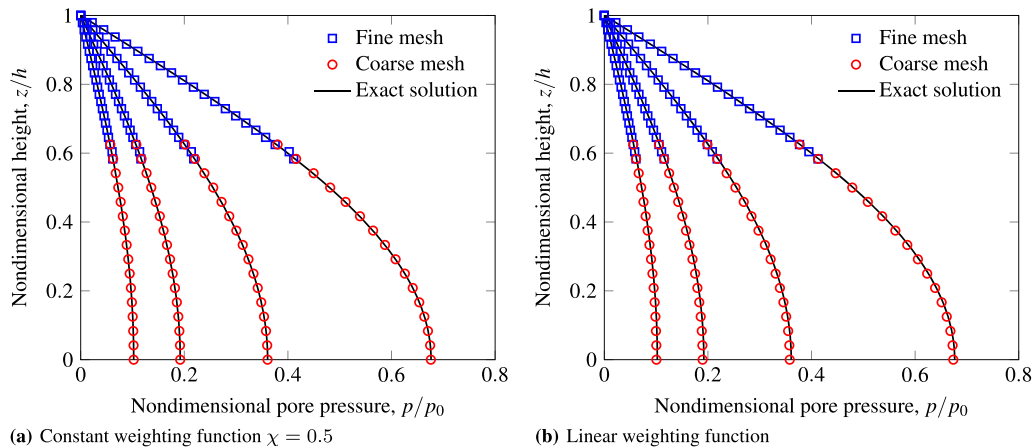 1
0.8
0.6
0.4
0.2
0
0
0.2
0.4
0.6
0.8
Nondimensional height, z/h
Nondimensional pore pressure, p/p0
Fine mesh
Coarse mesh
Exact solution
(a) Constant weighting function χ = 0.5
1
0.8
0.6
0.4
0.2
0
0
0.2
0.4
0.6
0.8
Nondimensional height, z/h
Nondimensional pore pressure, p/p0
Fine mesh
Coarse mesh
Exact solution
(b) Linear weighting function